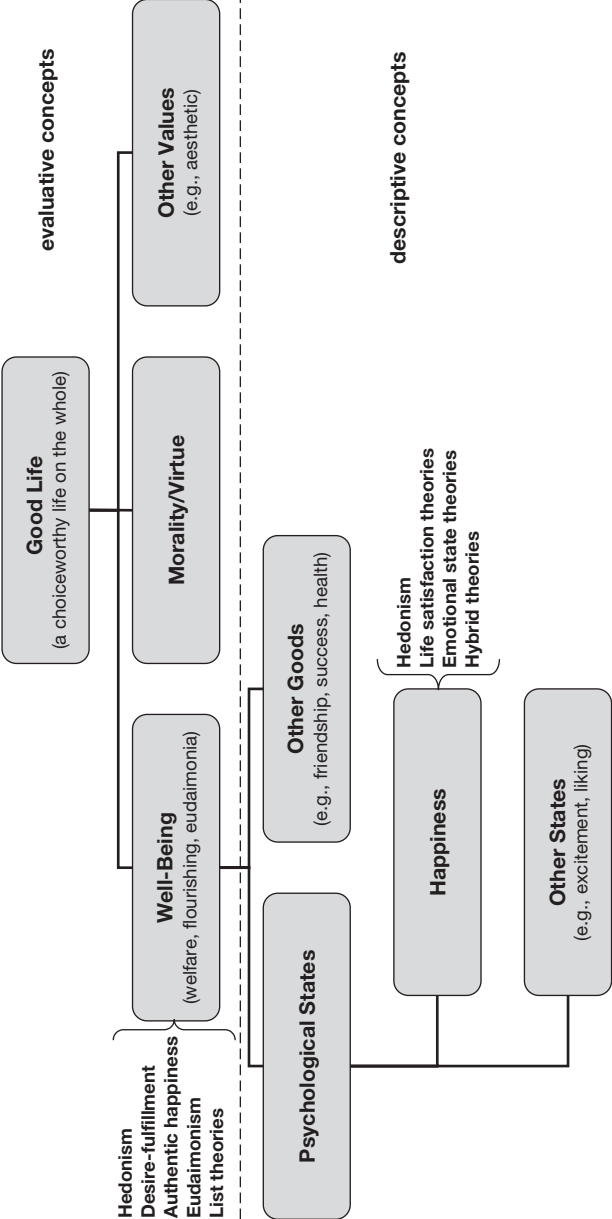 Good Life
(a choiceworthy life on the whole)
evaluative concepts
Hedonism
Desire-fulfillment
Authentic happiness
Eudaimonism
List theories
Well-Being
(welfare, flourishing, eudaimonia)
Morality/Virtue
Other Values
(e.g., aesthetic)
descriptive concepts
Psychological States
Other Goods
(e.g., friendship, success, health)
Happiness
Hedonism
Life satisfaction theories
Emotional state theories
Hybrid theories
Other States
(e.g., excitement, liking)